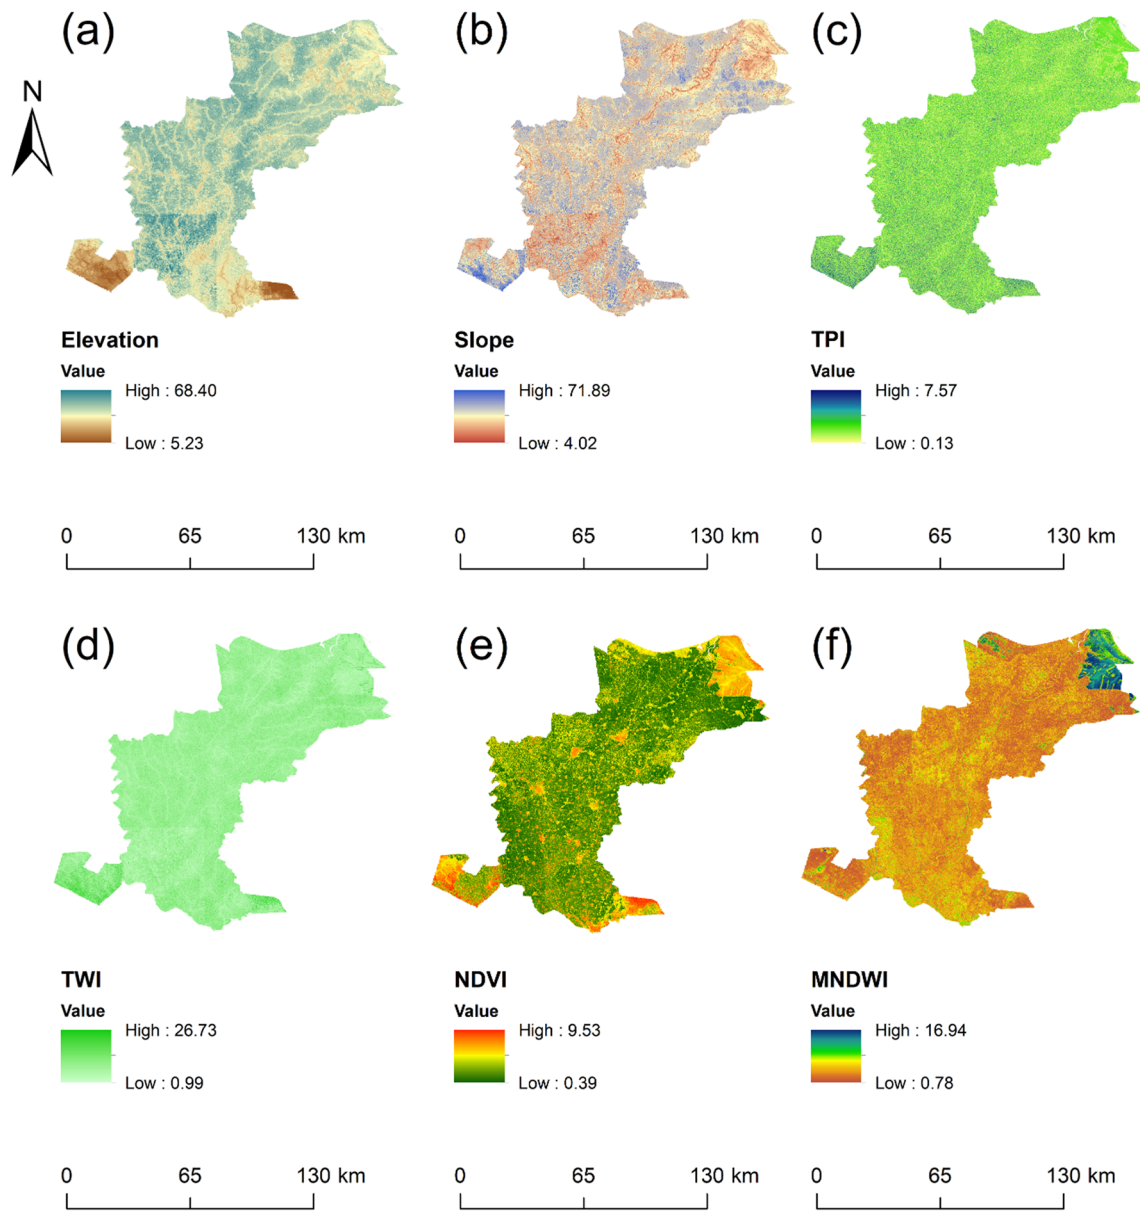 (a) (b) (c)
N
Elevation Slope TPI
Value Value Value
High : 68.40 High : 71.89 High : 7.57
Low : 5.23 Low : 4.02 Low : 0.13
0 65 130 km 0 65 130 km 0 65 130 km
(d) (e) (f)
TWI NDVI MNDWI
Value Value Value
High : 26.73 High : 9.53 High : 16.94
Low : 0.99 Low : 0.39 Low : 0.78
0 65 130 km 0 65 130 km 0 65 130 km